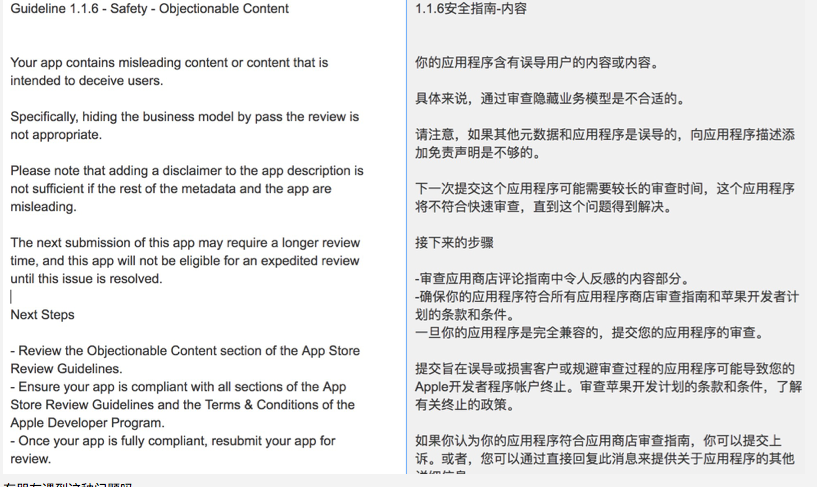 Guideline 1.1.6 - Safety - Objectionable Content
Your app contains misleading content or content that is
intended to deceive users.
Specifically, hiding the business model by pass the review is
not appropriate.
Please note that adding a disclaimer to the app description is
not sufficient if the rest of the metadata and the app are
misleading.
The next submission of this app may require a longer review
time, and this app will not be eligible for an expedited review
until this issue is resolved.
Next Steps
- Review the Objectionable Content section of the App Store
Review Guidelines.
- Ensure your app is compliant with all sections of the App
Store Review Guidelines and the Terms & Conditions of the
Apple Developer Program.
- Once your app is fully compliant, resubmit your app for
review.
1.1.6安全指南-内容
你的应用程序含有误导用户的内容或内容。
具体来说，通过审查隐藏业务模型是不合适的。
请注意，如果其他元数据和应用程序是误导的，向应用程序描述添
加免责声明是不够的。
下一次提交这个应用程序可能需要较长的审查时间，这个应用程序
将不符合快速审查，直到这个问题得到解决。
接下来的步骤
-审查应用商店评论指南中令人反感的内容部分。
-确保你的应用程序符合所有应用程序商店审查指南和苹果开发者计
划的条款和条件。
一旦你的应用程序是完全兼容的，提交您的应用程序的审查。
提交旨在误导或损害客户或规避审查过程的应用程序可能导致您的
Apple开发者程序帐户终止。审查苹果开发计划的条款和条件，了解
有关终止的政策。
如果你认为你的应用程序符合应用商店审查指南，你可以提交上
诉。或者，您可以通过直接回复此消息来提供关于应用程序的其他